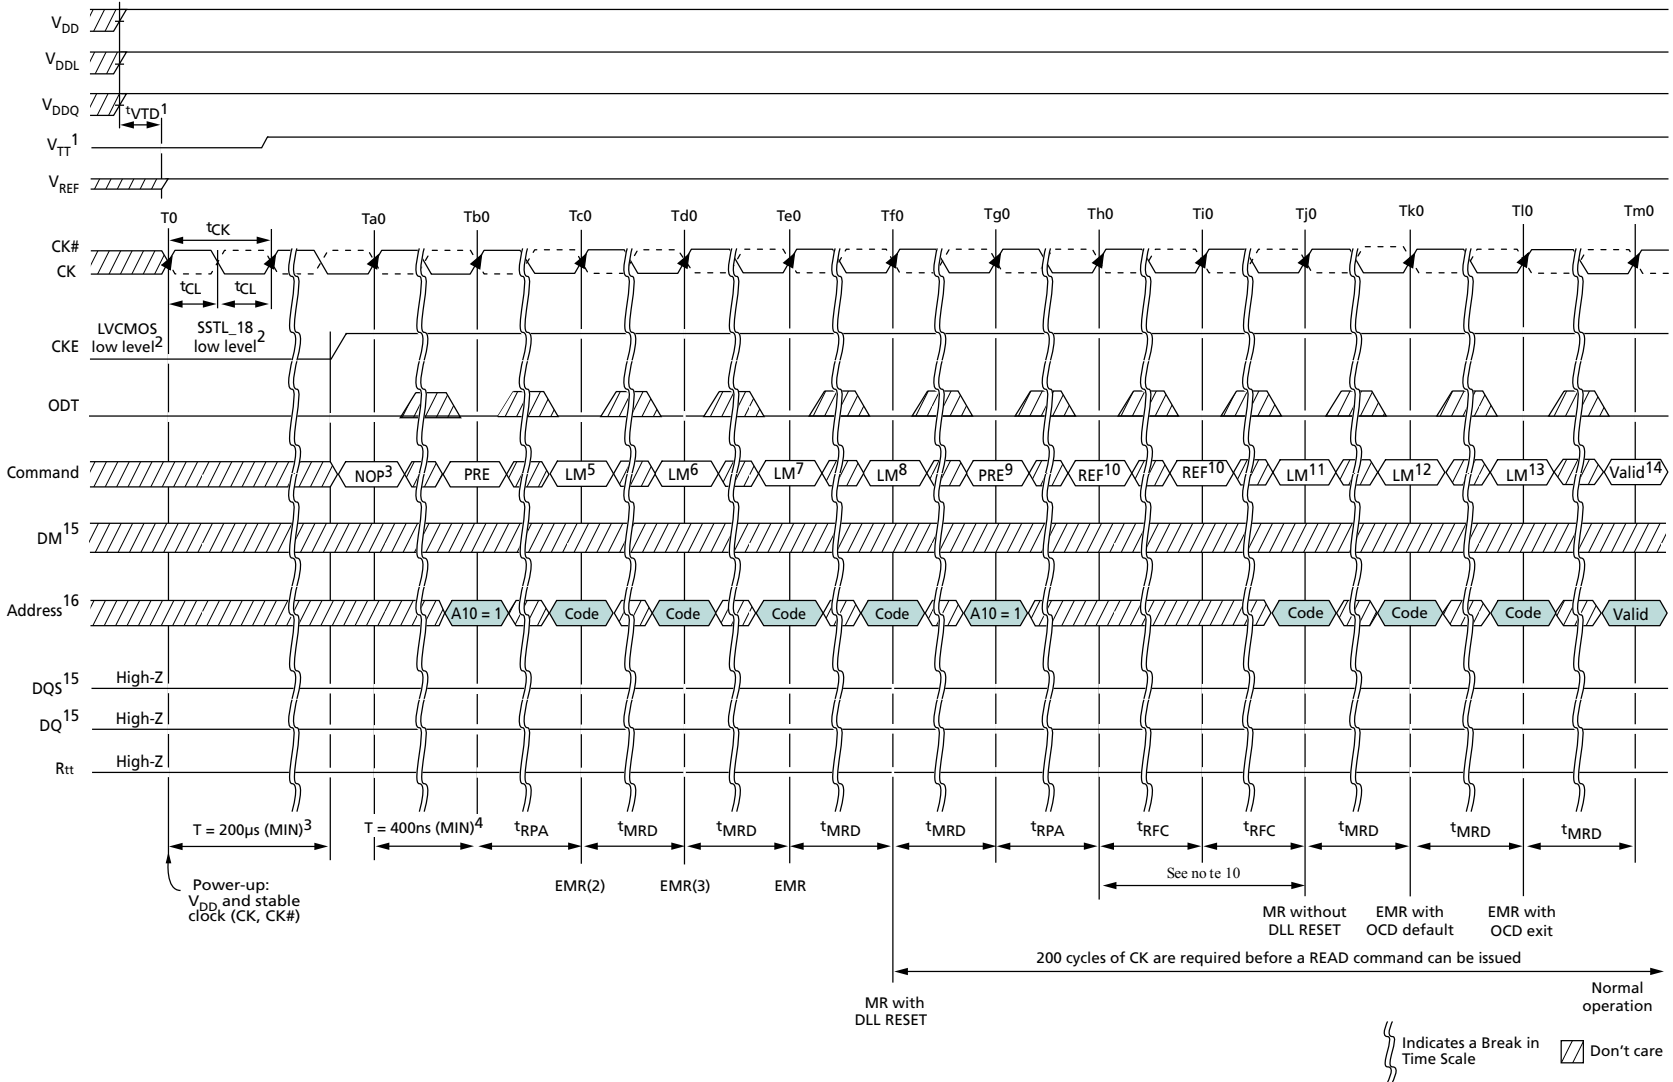 VDD
VDDL
VDDQ
tVTD1
VTT1
VREF
T0 Ta0 Tb0 Tc0 Td0 Te0 Tf0 Tg0 Th0 Ti0 Tj0 Tk0 Tl0 Tm0
tCK
CK#
CK
tCL tCL
LVCMOS
low level2
SSTL_18
low level2
CKE
ODT
Command NOP3 PRE LM5 LM6 LM7 LM8 PRE9 REF10 REF10 LM11 LM12 LM13 Valid14
DM15
Address16 A10 = 1 Code Code Code Code A10 = 1 Code Code Code Valid
DQS15 High-Z
DQ15 High-Z
Rtt High-Z
T = 200µs (MIN)3 T = 400ns (MIN)4 tRPA tMRD tMRD tMRD tMRD tRPA tRFC tRFC tMRD tMRD tMRD
See note 10
Power-up:
VDD and stable
clock (CK, CK#)
EMR(2) EMR(3) EMR
MR without
DLL RESET
EMR with
OCD default
EMR with
OCD exit
200 cycles of CK are required before a READ command can be issued
MR with
DLL RESET
Normal
operation
Indicates a Break in
Time Scale
Don't care